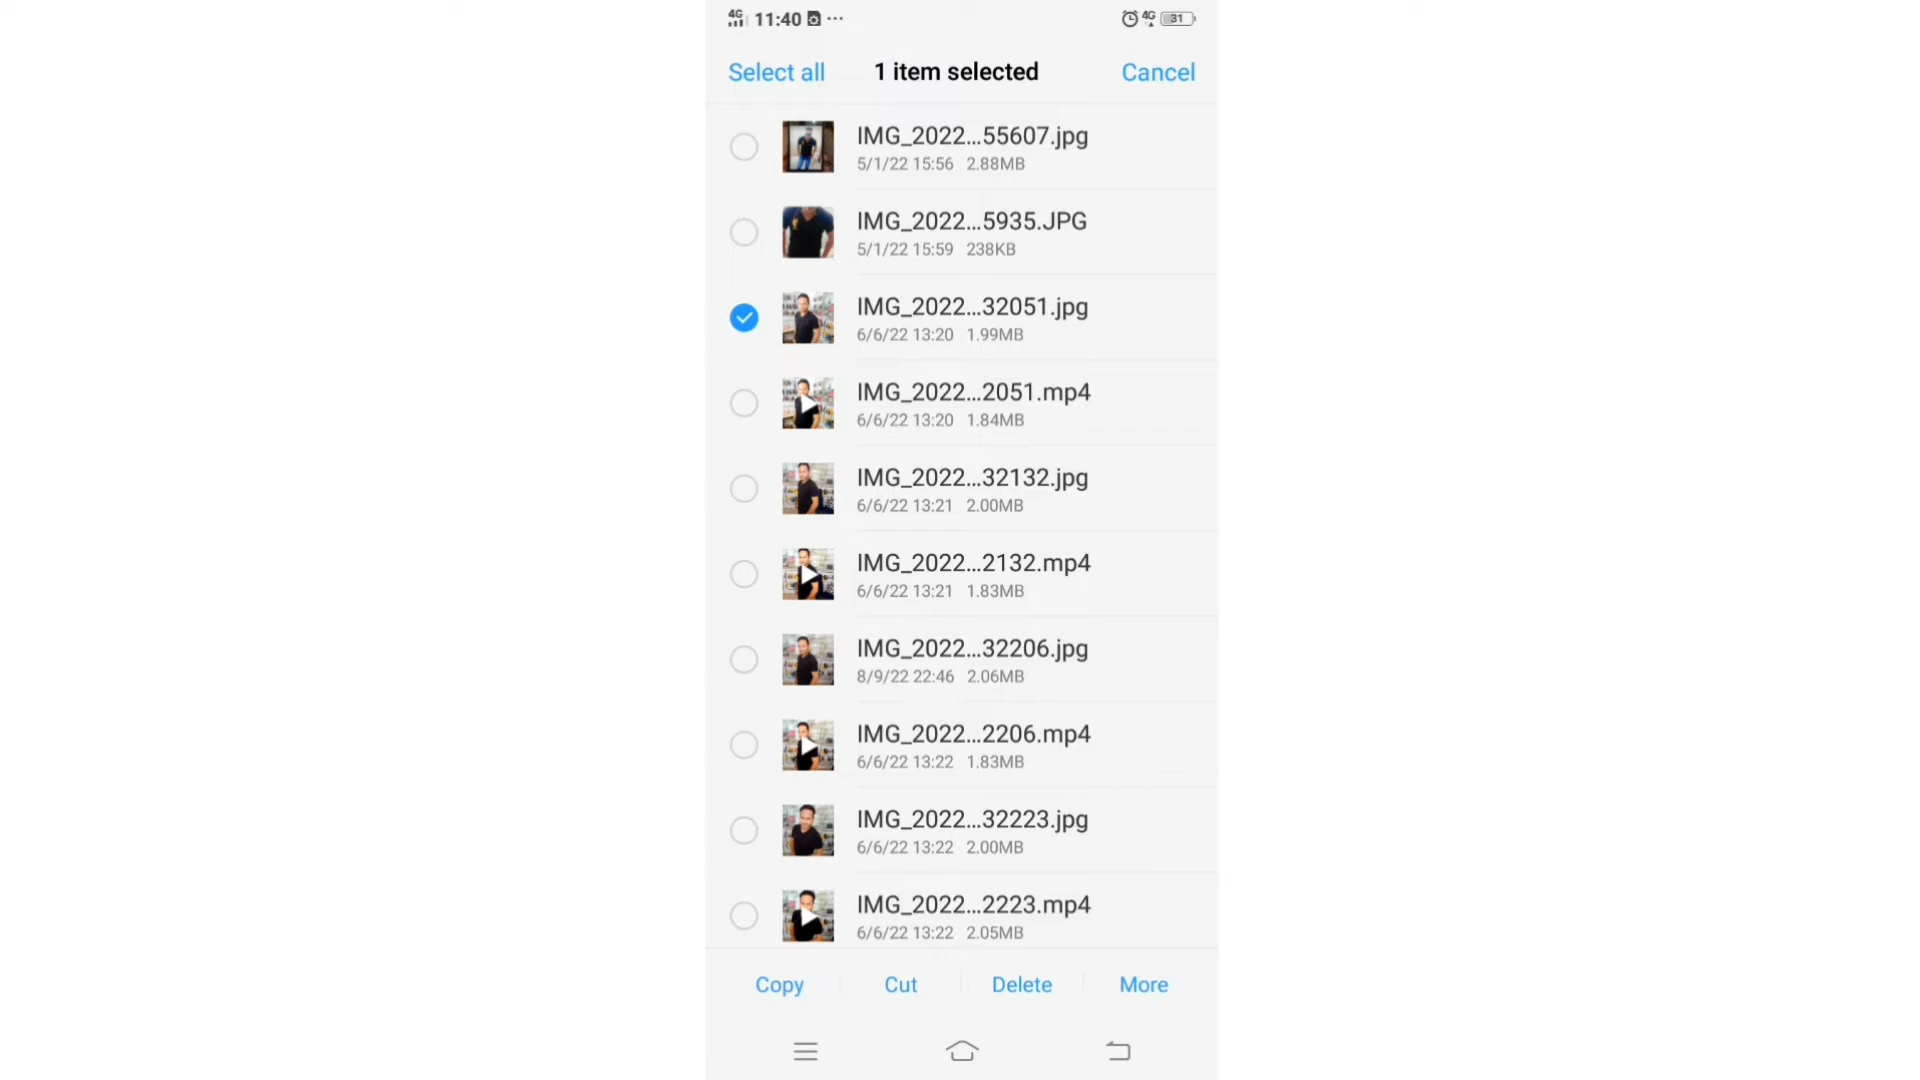 4G 11:40 ... 4G 31
Select all 1 item selected Cancel
IMG_2022...55607.jpg
5/1/22 15:56 2.88MB
IMG_2022...5935.JPG
5/1/22 15:59 238KB
IMG_2022...32051.jpg
6/6/22 13:20 1.99MB
IMG_2022...2051.mp4
6/6/22 13:20 1.84MB
IMG_2022...32132.jpg
6/6/22 13:21 2.00MB
IMG_2022...2132.mp4
6/6/22 13:21 1.83MB
IMG_2022...32206.jpg
8/9/22 22:46 2.06MB
IMG_2022...2206.mp4
6/6/22 13:22 1.83MB
IMG_2022...32223.jpg
6/6/22 13:22 2.00MB
IMG_2022...2223.mp4
6/6/22 13:22 2.05MB
Copy Cut Delete More